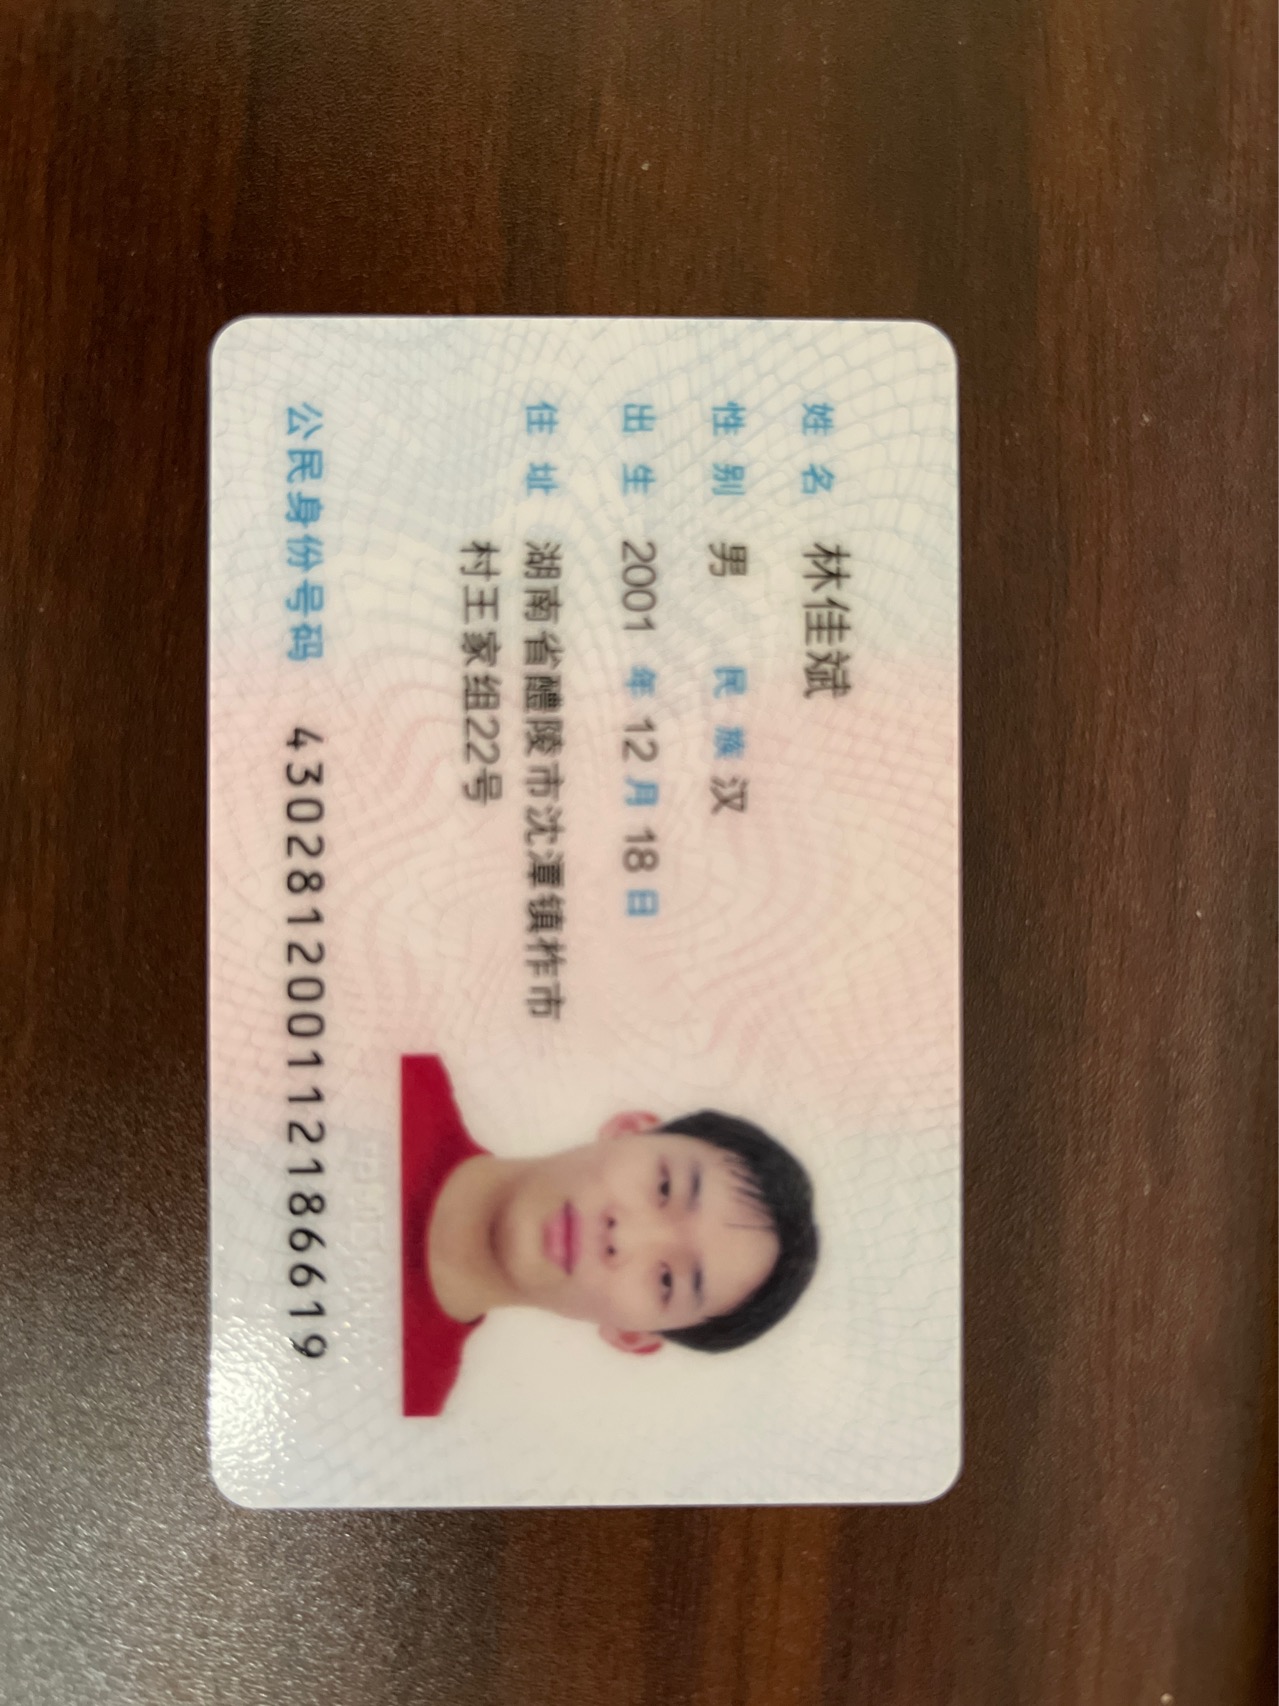 姓名 林佳斌
性别 男 民族 汉
出生 2001 年 12 月 18 日
住址 湖南省醴陵市沈潭镇柞市
村王家组22号
公民身份号码 430281200112186619